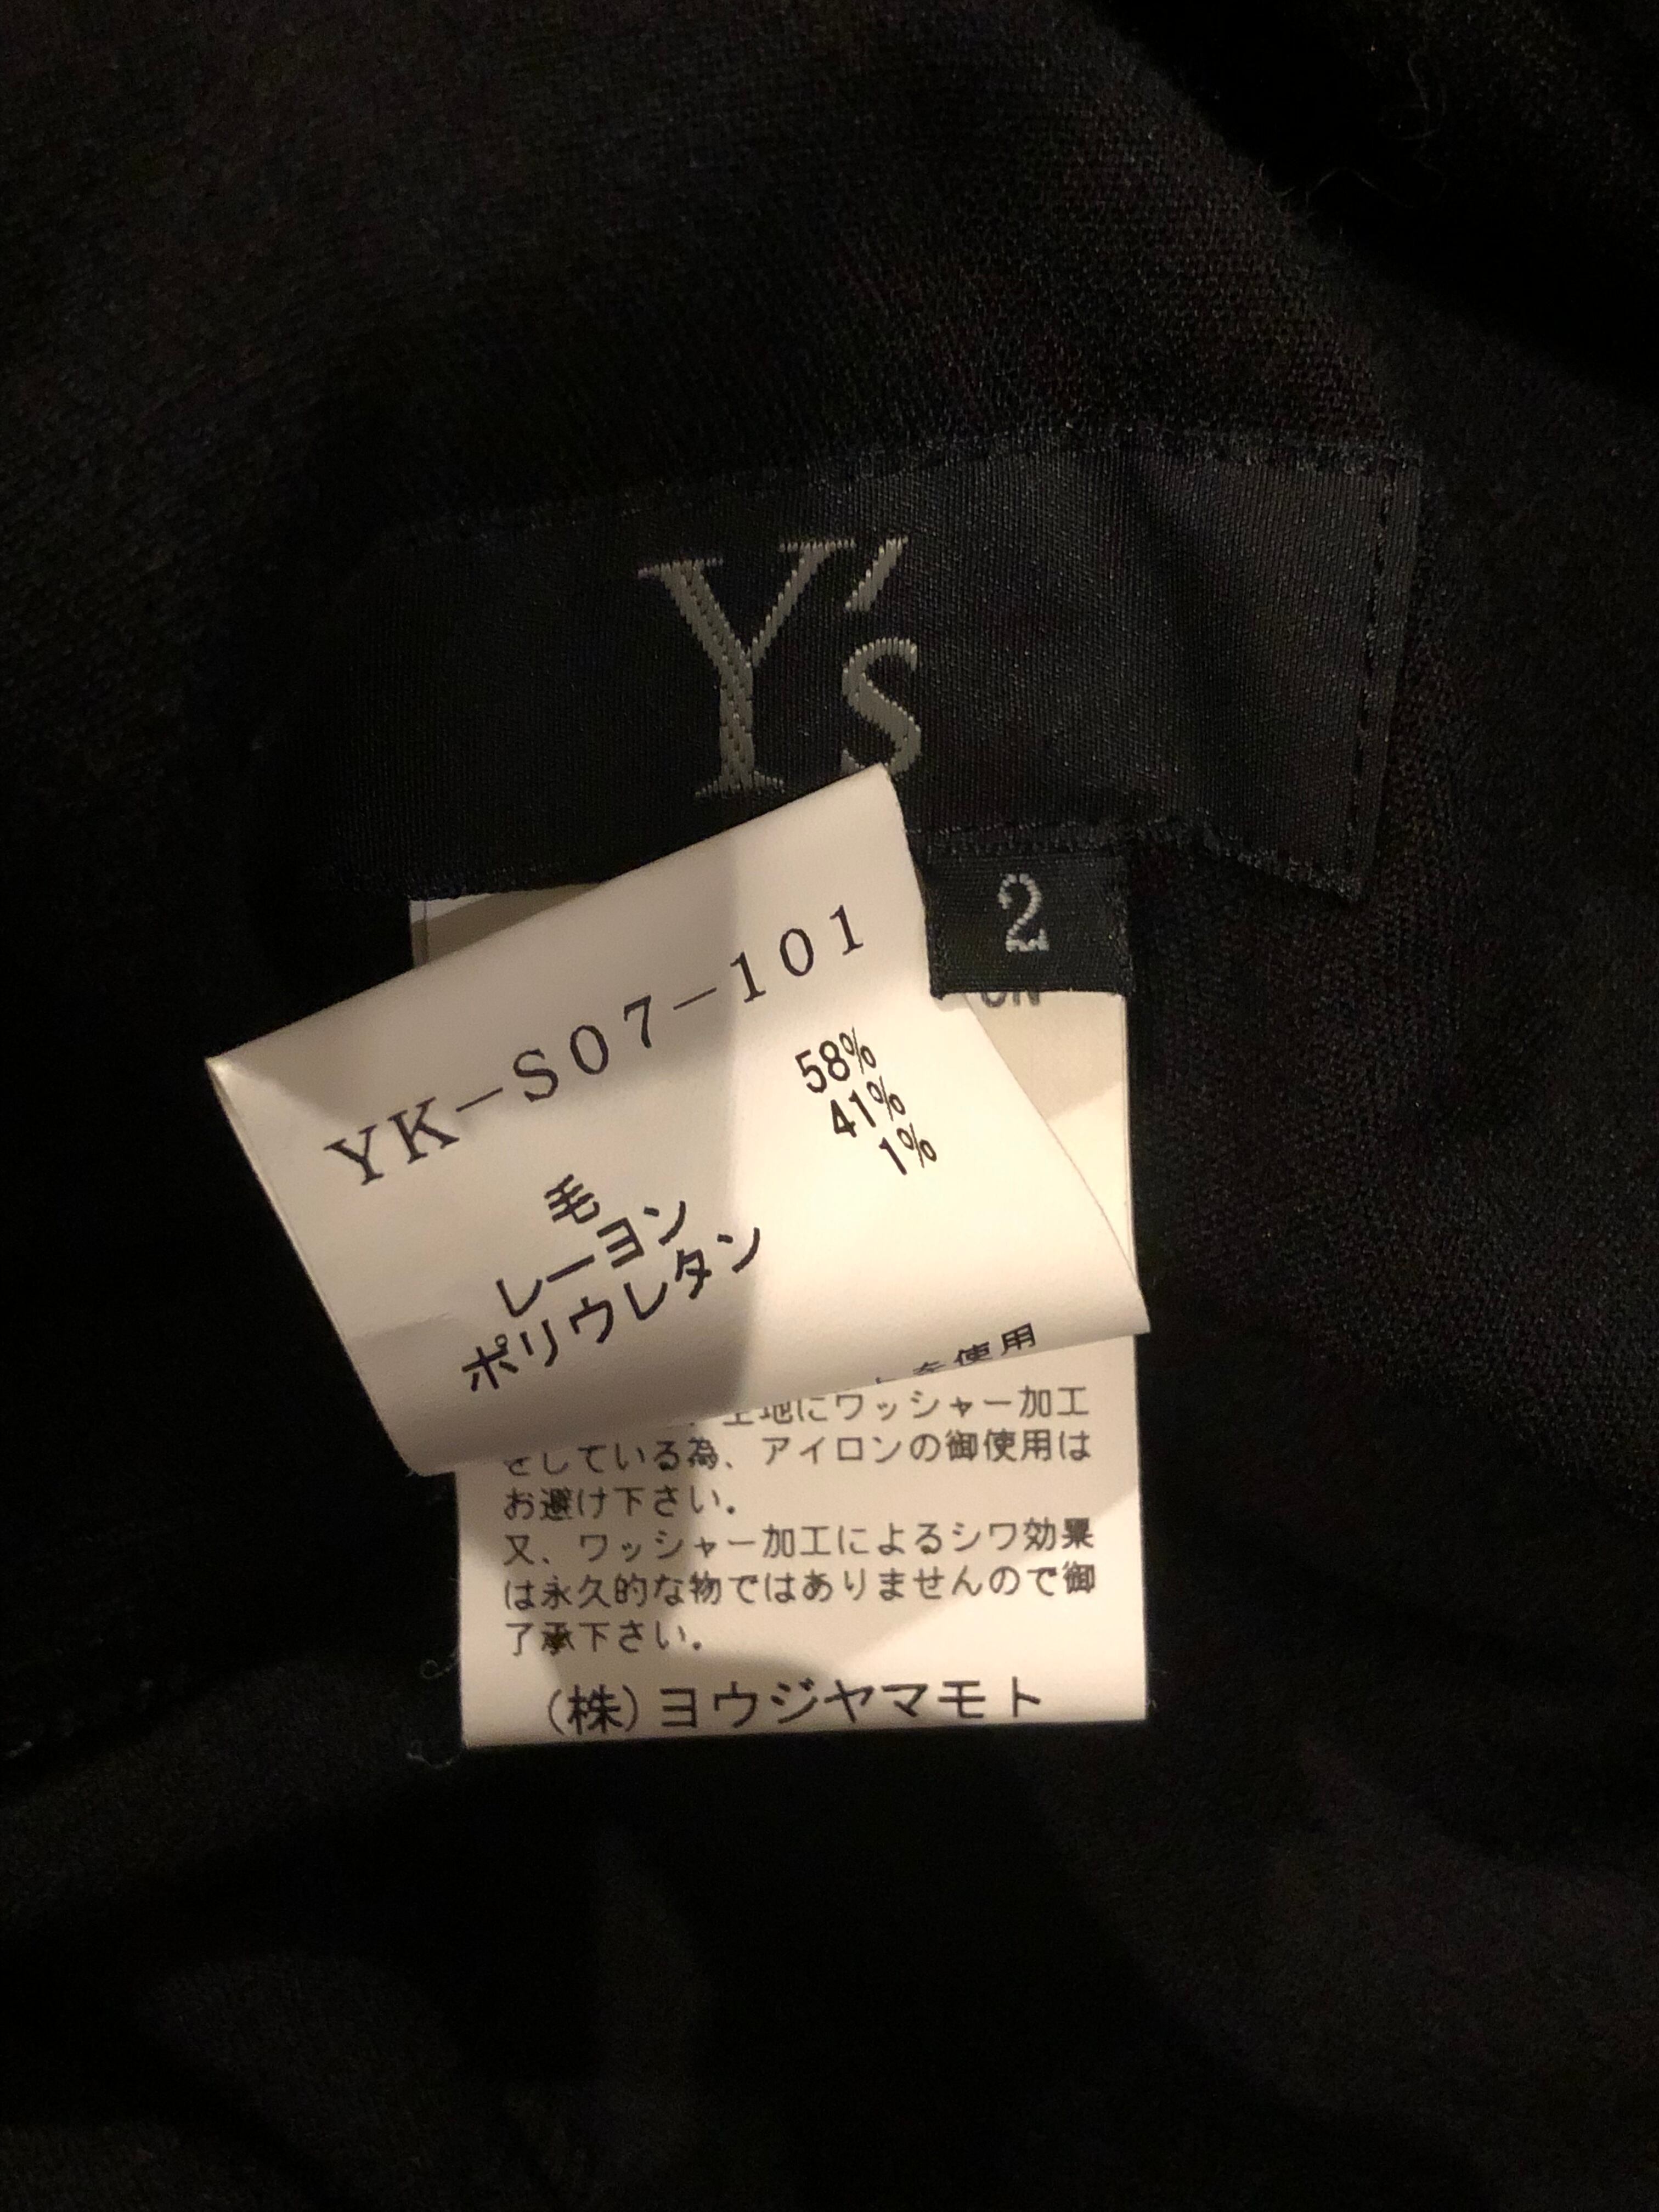 Y's
2
YK-S07-101
毛 58%
レーヨン 41%
ポリウレタン 1%
を使用
生地にワッシャー加工
をしている為、アイロンの御使用は
お避け下さい。
又、ワッシャー加工によるシワ効果
は永久的な物ではありませんので御
了承下さい。
(株)ヨウジヤマモト